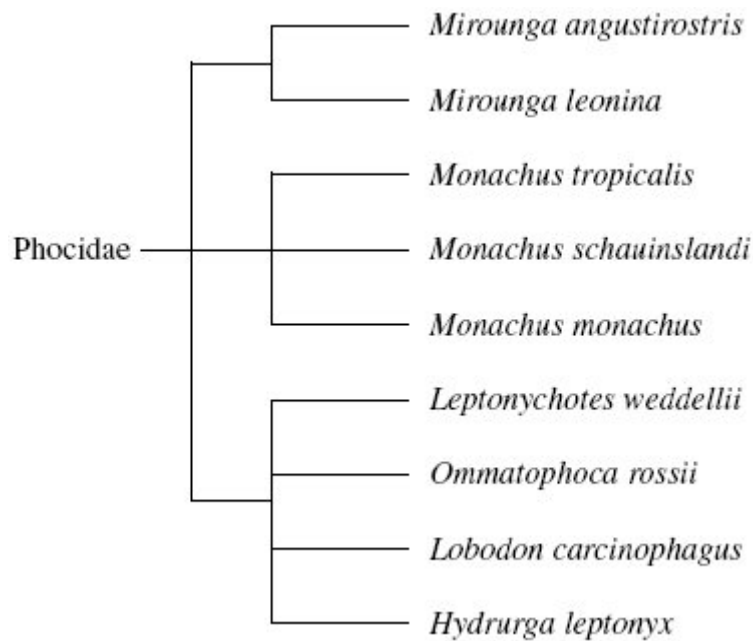 Mirounga angustirostris
Mirounga leonina
Monachus tropicalis
Phocidae
Monachus schauinslandi
Monachus monachus
Leptonychotes weddellii
Ommatophoca rossii
Lobodon carcinophagus
Hydrurga leptonyx